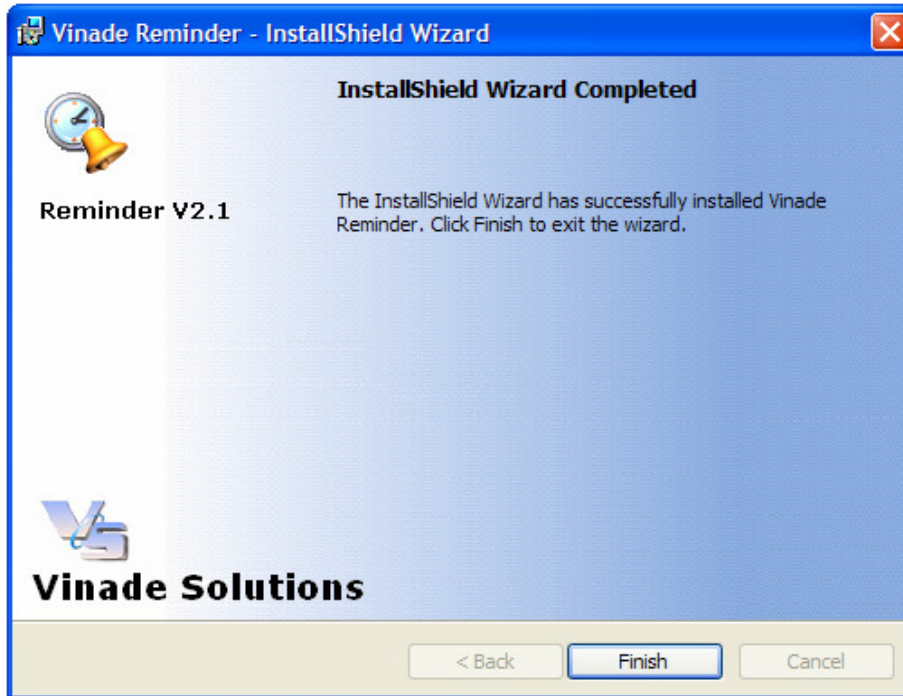 Vinade Reminder - InstallShield Wizard
InstallShield Wizard Completed
Reminder V2.1
The InstallShield Wizard has successfully installed Vinade
Reminder. Click Finish to exit the wizard.
VS
Vinade Solutions
< Back
Finish
Cancel